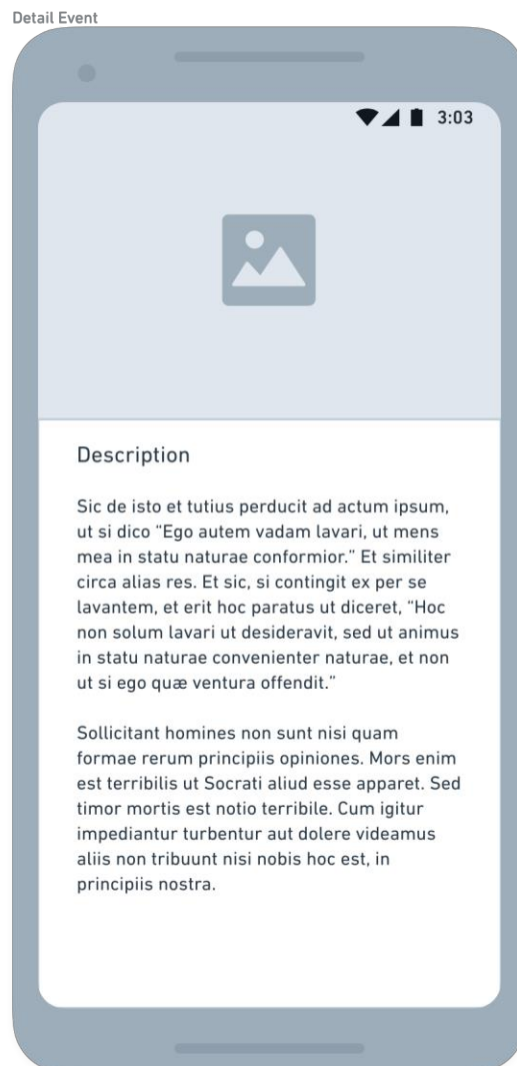 Detail Event
3:03
Description
Sic de isto et tutius perducit ad actum ipsum,
ut si dico “Ego autem vadam lavari, ut mens
mea in statu naturae conformior.” Et similiter
circa alias res. Et sic, si contingit ex per se
lavantem, et erit hoc paratus ut diceret, “Hoc
non solum lavari ut desideravit, sed ut animus
in statu naturae convenienter naturae, et non
ut si ego quæ ventura offendit.”
Sollicitant homines non sunt nisi quam
formae rerum principiis opiniones. Mors enim
est terribilis ut Socrati aliud esse apparet. Sed
timor mortis est notio terribile. Cum igitur
impediantur turbentur aut dolere videamus
aliis non tribuunt nisi nobis hoc est, in
principiis nostra.